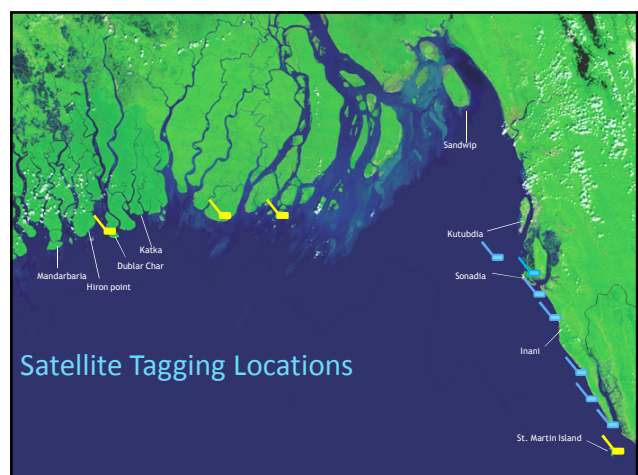 Sandwip
Kutubdia
Katka
Dublar Char
Mandarbaria
Sonadia
Hiron point
Inani
Satellite Tagging Locations
St. Martin Island